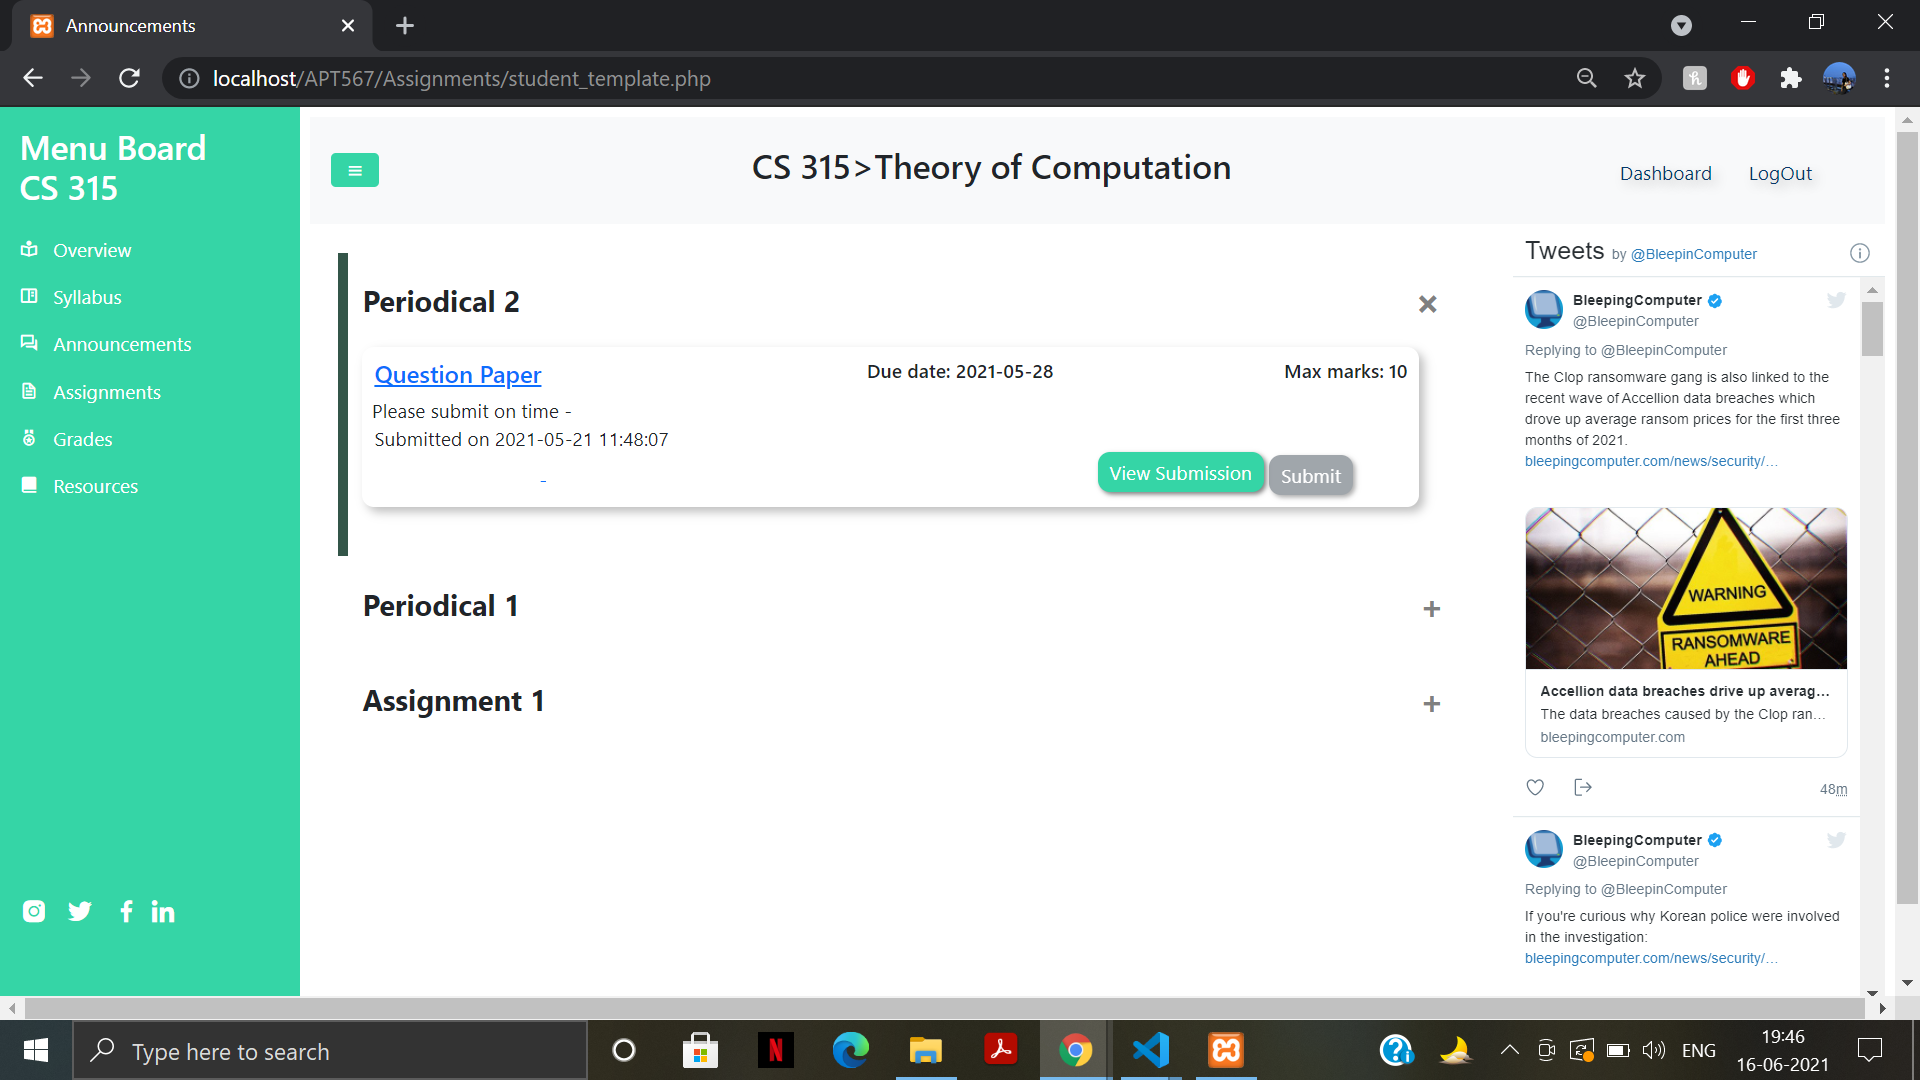 Announcements
localhost/APT567/Assignments/student_template.php
Menu Board
CS 315
Overview
Syllabus
Announcements
Assignments
Grades
Resources
CS 315>Theory of Computation
Dashboard
LogOut
Periodical 2
Question Paper
Due date: 2021-05-28
Max marks: 10
Please submit on time -
Submitted on 2021-05-21 11:48:07
-
View Submission
Submit
Periodical 1
Assignment 1
Tweets by @BleepinComputer
BleepingComputer
@BleepinComputer
Replying to @BleepinComputer
The Clop ransomware gang is also linked to the
recent wave of Accellion data breaches which
drove up average ransom prices for the first three
months of 2021.
bleepingcomputer.com/news/security/…
WARNING
RANSOMWARE
AHEAD
Accellion data breaches drive up averag...
The data breaches caused by the Clop ran...
bleepingcomputer.com
48m
BleepingComputer
@BleepinComputer
Replying to @BleepinComputer
If you're curious why Korean police were involved
in the investigation:
bleepingcomputer.com/news/security/…
Type here to search
ENG
19:46
16-06-2021